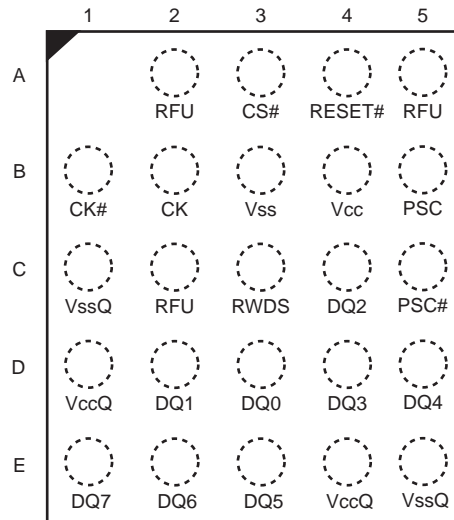 1 2 3 4 5
A
RFU CS# RESET# RFU
B
CK# CK Vss Vcc PSC
C
VssQ RFU RWDS DQ2 PSC#
D
VccQ DQ1 DQ0 DQ3 DQ4
E
DQ7 DQ6 DQ5 VccQ VssQ